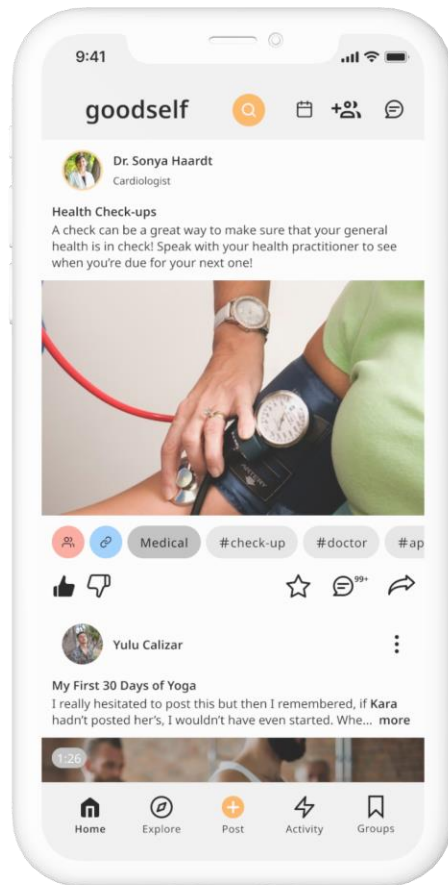 9:41
goodself
Dr. Sonya Haardt
Cardiologist
Health Check-ups
A check can be a great way to make sure that your general
health is in check! Speak with your health practitioner to see
when you're due for your next one!
Medical #check-up #doctor #ap
99+
Yulu Calizar
My First 30 Days of Yoga
I really hesitated to post this but then I remembered, if Kara
hadn't posted her's, I wouldn't have even started. Whe... more
1:26
Home Explore Post Activity Groups